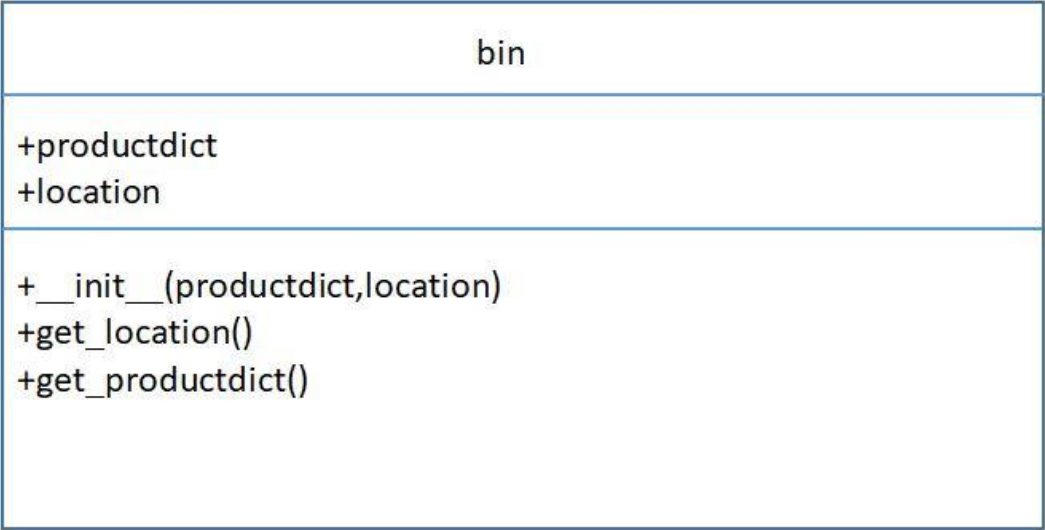 bin
+productdict
+location
+__init__(productdict,location)
+get_location()
+get_productdict()